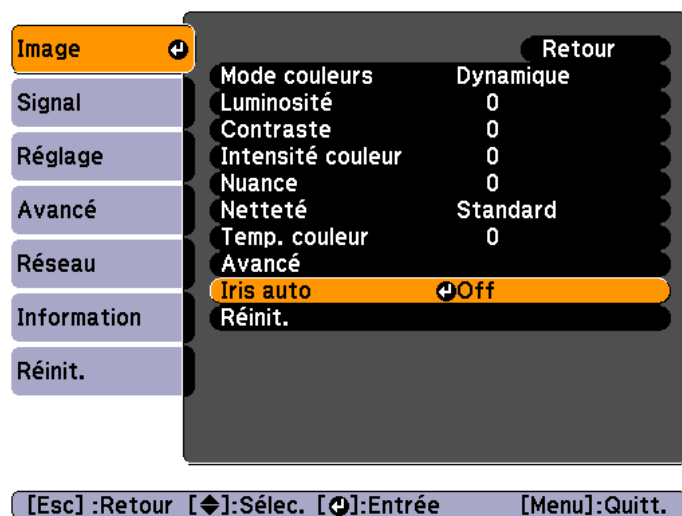 Image
Signal
Réglage
Avancé
Réseau
Information
Réinit.
Retour
Mode couleurs Dynamique
Luminosité 0
Contraste 0
Intensité couleur 0
Nuance 0
Netteté Standard
Temp. couleur 0
Avancé
Iris auto Off
Réinit.
[Esc] :Retour [◆]:Sélec. [⏎]:Entrée [Menu]:Quitt.